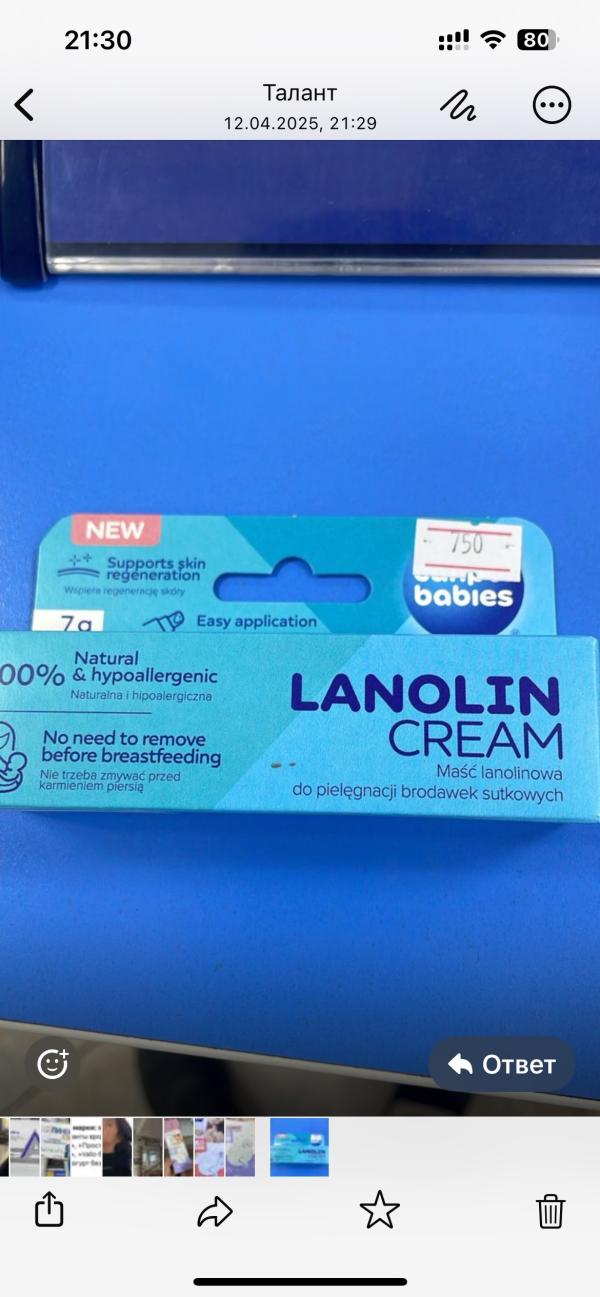 21:30
80
Талант
12.04.2025, 21:29
NEW
Supports skin
regeneration
Wspiera regenerację skóry
7g
Easy application
750
babies
00% Natural
& hypoallergenic
Naturalna i hipoalergiczna
No need to remove
before breastfeeding
Nie trzeba zmywać przed
karmieniem piersią
LANOLIN
CREAM
Maść lanolinowa
do pielęgnacji brodawek sutkowych
Ответ